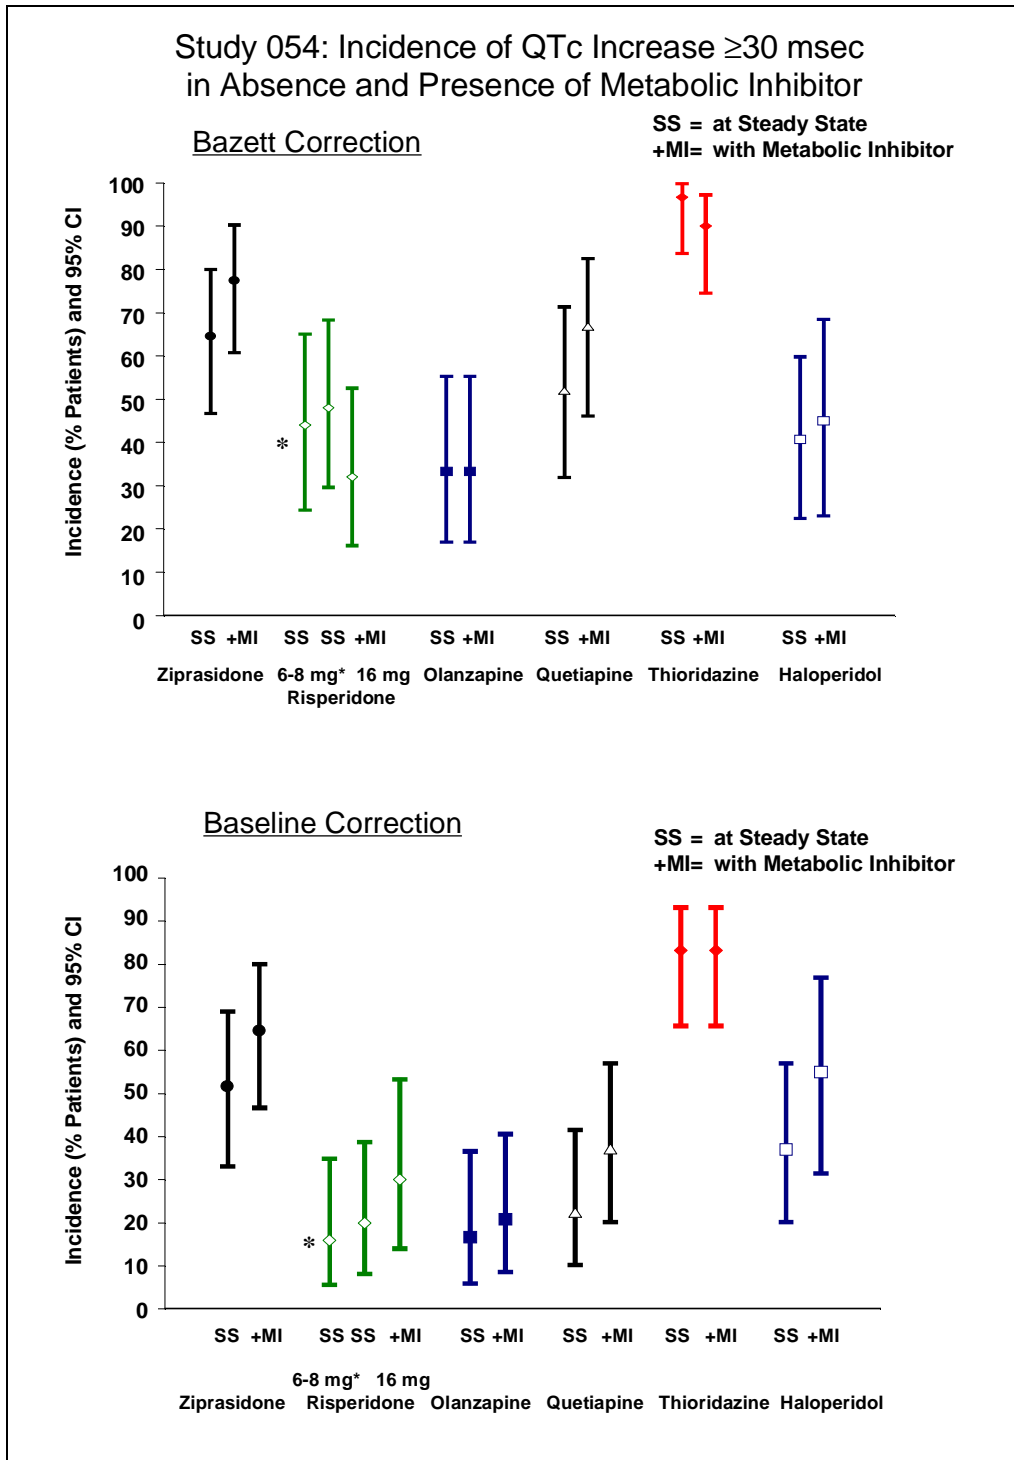 Study 054: Incidence of QTc Increase ≥30 msec
in Absence and Presence of Metabolic Inhibitor
Bazett Correction
SS = at Steady State
+MI= with Metabolic Inhibitor
Incidence (% Patients) and 95% CI
100
90
80
70
60
50
40
30
20
10
0
*
SS +MI SS SS +MI SS +MI SS +MI SS +MI SS +MI
Ziprasidone 6-8 mg* 16 mg Olanzapine Quetiapine Thioridazine Haloperidol
Risperidone
Baseline Correction
SS = at Steady State
+MI= with Metabolic Inhibitor
Incidence (% Patients) and 95% CI
100
90
80
70
60
50
40
30
20
10
0
*
SS +MI SS SS +MI SS +MI SS +MI SS +MI SS +MI
6-8 mg* 16 mg
Ziprasidone Risperidone Olanzapine Quetiapine Thioridazine Haloperidol